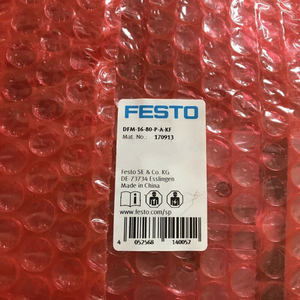 FESTO
DFM-16-80-P-A-KF
Mat. No.: 170913
Festo SE & Co. KG
DE-73734 Esslingen
Made in China
www.festo.com/sp
4 052568 140052